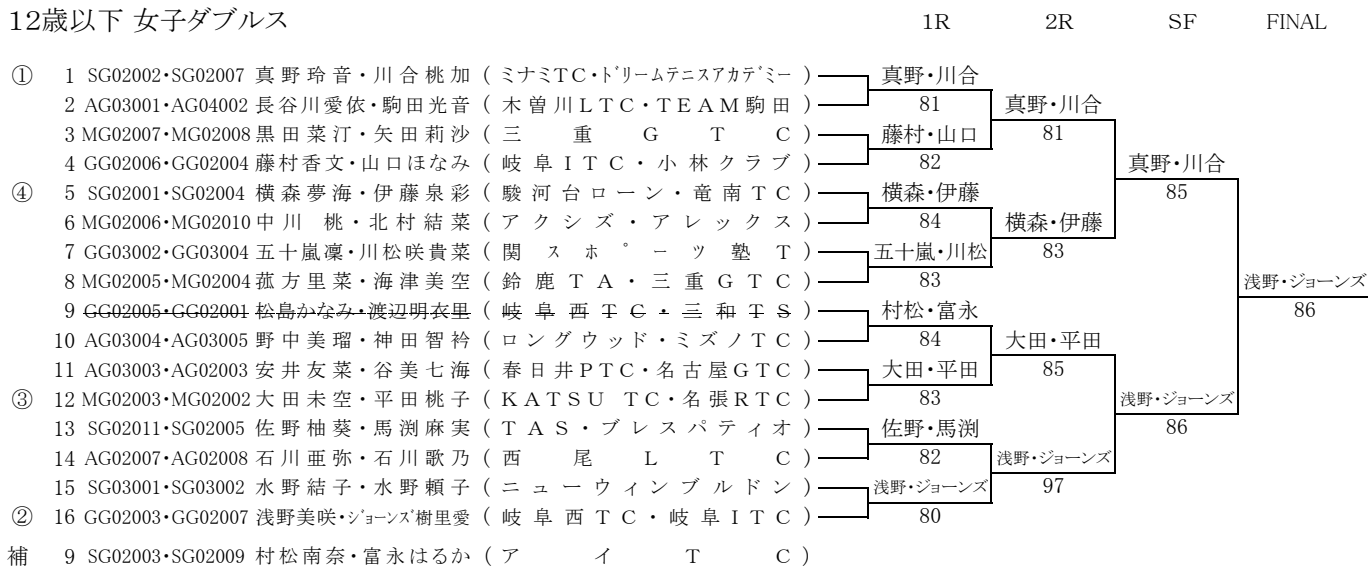 12歳以下 女子ダブルス 1R 2R SF FINAL
① 1 SG02002・SG02007 真野玲音・川合桃加 ( ミナミTC・ドリームテニスアカデミー ) 真野・川合
2 AG03001・AG04002 長谷川愛依・駒田光音 ( 木曽川LTC・TEAM駒田 ) 81 真野・川合
3 MG02007・MG02008 黒田菜汀・矢田莉沙 ( 三重GTC ) 藤村・山口 81
4 GG02006・GG02004 藤村香文・山口ほなみ ( 岐阜ITC・小林クラブ ) 82 真野・川合
④ 5 SG02001・SG02004 横森夢海・伊藤泉彩 ( 駿河台ローン・竜南TC ) 横森・伊藤 85
6 MG02006・MG02010 中川 桃・北村結菜 ( アクシズ・アレックス ) 84 横森・伊藤
7 GG03002・GG03004 五十嵐凜・川松咲貴菜 ( 関スポーツ塾T ) 五十嵐・川松 83
8 MG02005・MG02004 菰方里菜・海津美空 ( 鈴鹿TA・三重GTC ) 83 浅野・ジョーンズ
9 GG02005・GG02001 松島かなみ・渡辺明衣里 ( 岐阜西TC・三和TS ) 村松・富永 86
10 AG03004・AG03005 野中美瑠・神田智衿 ( ロングウッド・ミズノTC ) 84 大田・平田
11 AG03003・AG02003 安井友菜・谷美七海 ( 春日井PTC・名古屋GTC ) 大田・平田 85
③ 12 MG02003・MG02002 大田未空・平田桃子 ( KATSU TC・名張RTC ) 83 浅野・ジョーンズ
13 SG02011・SG02005 佐野柚葵・馬渕麻実 ( TAS・ブレスパティオ ) 佐野・馬渕 86
14 AG02007・AG02008 石川亜弥・石川歌乃 ( 西尾LTC ) 82 浅野・ジョーンズ
15 SG03001・SG03002 水野結子・水野頼子 ( ニューウィンブルドン ) 浅野・ジョーンズ 97
② 16 GG02003・GG02007 浅野美咲・ジョーンズ樹里愛 ( 岐阜西TC・岐阜ITC ) 80
補 9 SG02003・SG02009 村松南奈・富永はるか ( アイTC )